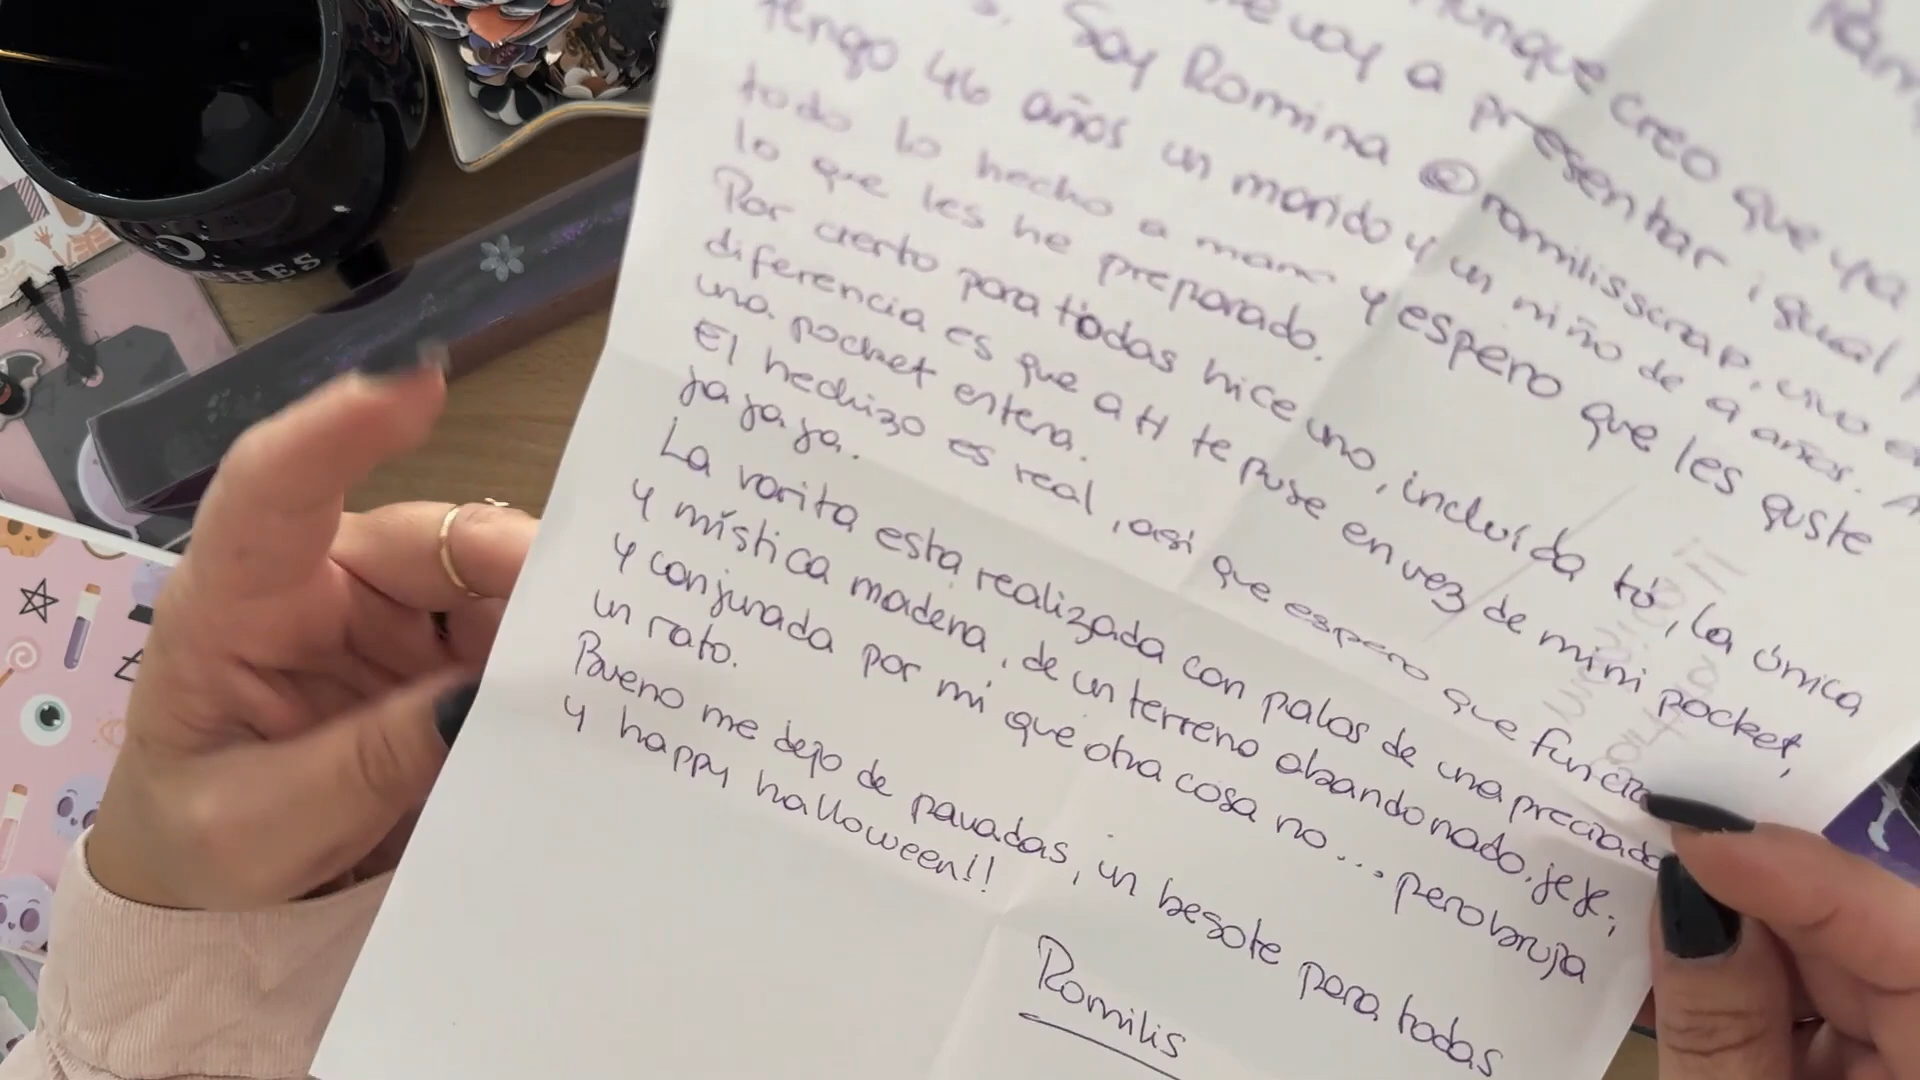 aunque creo que ya
me voy a presentar igual
Soy Romina @romilisscrap, vivo en
tengo 46 años un marido y un niño de 9 años. A
todo lo hecho a mano y espero que les guste
lo que les he preparado.
Por cierto para todas hice uno, incluída tú, la única
diferencia es que a ti te puse en vez de mini pocket,
una pocket entera.
El hechizo es real, así que espero que funcio
ja ja ja.
La varita esta realizada con palos de una preciada
y mística madera, de un terreno abandonado, jeje;
y conjurada por mi que otra cosa no... pero bruja
un rato.
Bueno me dejo de pavadas, un besote para todas
y happy halloween!!
Romilis
HES